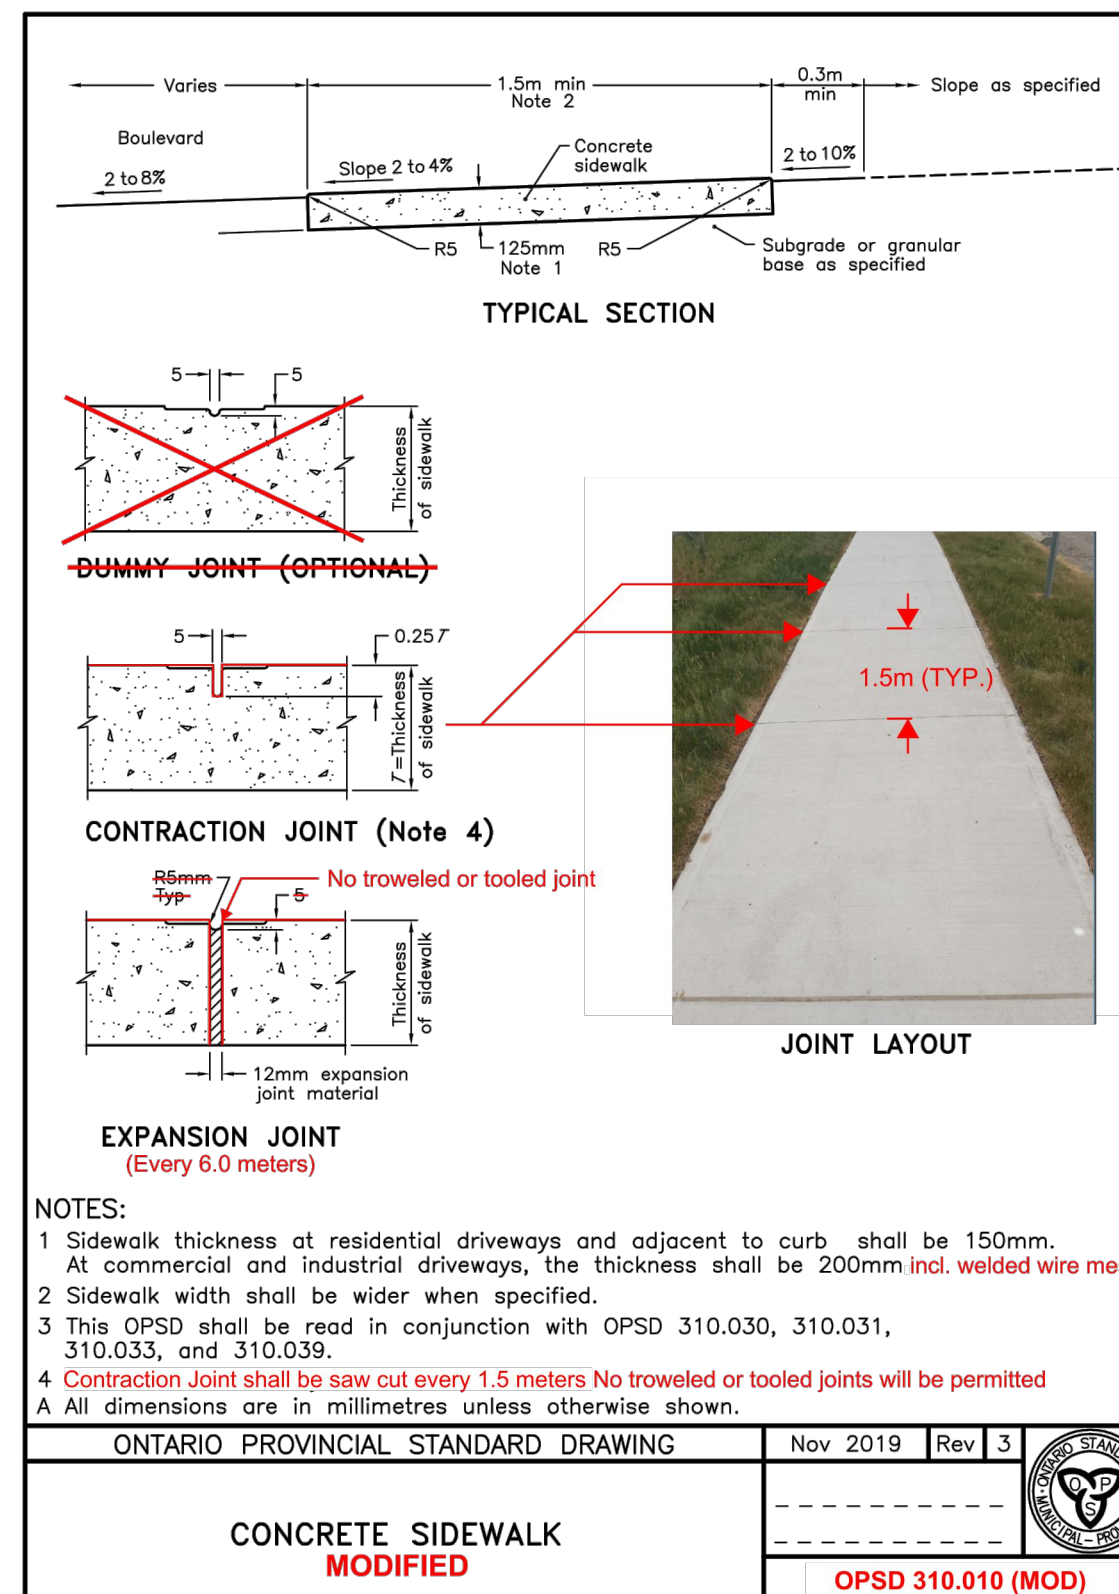 Varies
1.5m min
Note 2
0.3m
min
Slope as specified
Boulevard
2 to 8%
Slope 2 to 4%
Concrete
sidewalk
2 to 10%
R5
125mm
Note 1
R5
Subgrade or granular
base as specified
TYPICAL SECTION
5
5
Thickness
of sidewalk
DUMMY JOINT (OPTIONAL)
5
0.25T
T=Thickness
of sidewalk
CONTRACTION JOINT (Note 4)
1.5m (TYP.)
JOINT LAYOUT
R5mm
Typ
No troweled or tooled joint
5
Thickness
of sidewalk
12mm expansion
joint material
EXPANSION JOINT
(Every 6.0 meters)
NOTES:
1 Sidewalk thickness at residential driveways and adjacent to curb shall be 150mm.
At commercial and industrial driveways, the thickness shall be 200mm incl. welded wire
2 Sidewalk width shall be wider when specified.
3 This OPSD shall be read in conjunction with OPSD 310.030, 310.031,
310.033, and 310.039.
4 Contraction Joint shall be saw cut every 1.5 meters No troweled or tooled joints will be permitted
A All dimensions are in millimetres unless otherwise shown.
ONTARIO PROVINCIAL STANDARD DRAWING
Nov 2019
Rev 3
ONTARIO
MUNICIPAL
O P
S
CONCRETE SIDEWALK
MODIFIED
OPSD 310.010 (MOD)